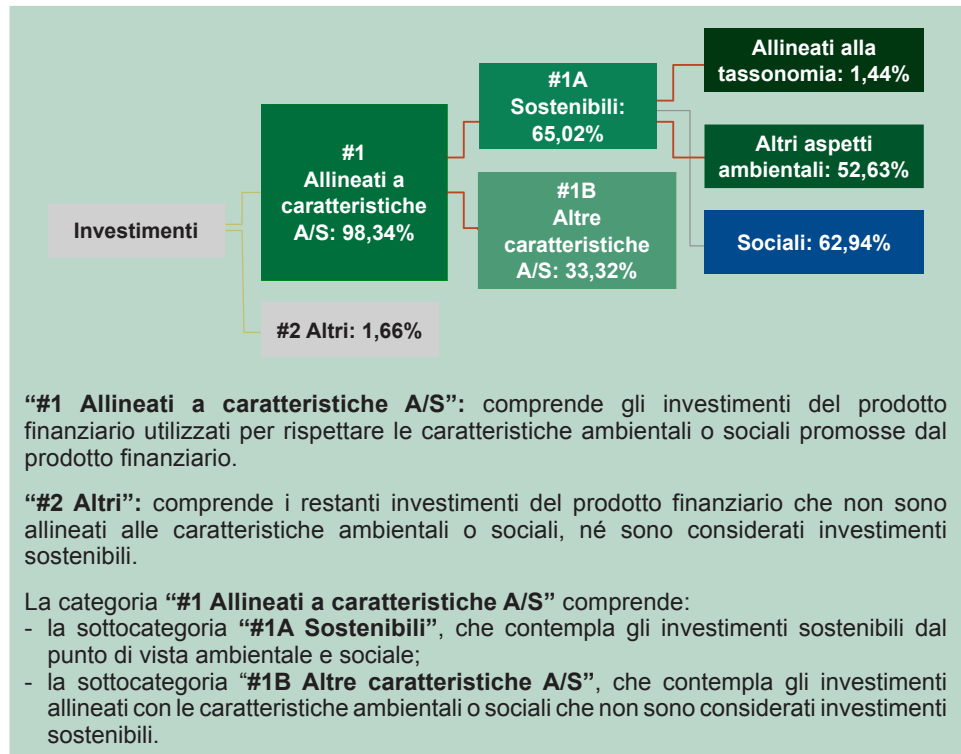 Investimenti
#1
Allineati a
caratteristiche
A/S: 98,34%
#2 Altri: 1,66%
#1A
Sostenibili:
65,02%
#1B
Altre
caratteristiche
A/S: 33,32%
Allineati alla
tassonomia: 1,44%
Altri aspetti
ambientali: 52,63%
Sociali: 62,94%
“#1 Allineati a caratteristiche A/S”: comprende gli investimenti del prodotto
finanziario utilizzati per rispettare le caratteristiche ambientali o sociali promosse dal
prodotto finanziario.
“#2 Altri”: comprende i restanti investimenti del prodotto finanziario che non sono
allineati alle caratteristiche ambientali o sociali, né sono considerati investimenti
sostenibili.
La categoria “#1 Allineati a caratteristiche A/S” comprende:
- la sottocategoria “#1A Sostenibili”, che contempla gli investimenti sostenibili dal
punto di vista ambientale e sociale;
- la sottocategoria “#1B Altre caratteristiche A/S”, che contempla gli investimenti
allineati con le caratteristiche ambientali o sociali che non sono considerati investimenti
sostenibili.